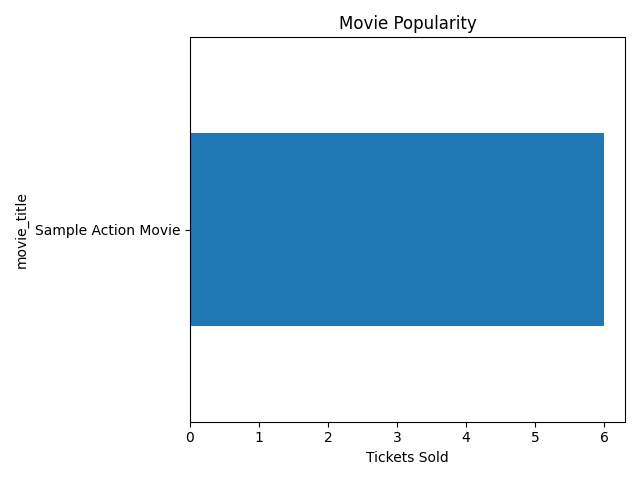 Movie Popularity
movie_title
Sample Action Movie
0 1 2 3 4 5 6
Tickets Sold